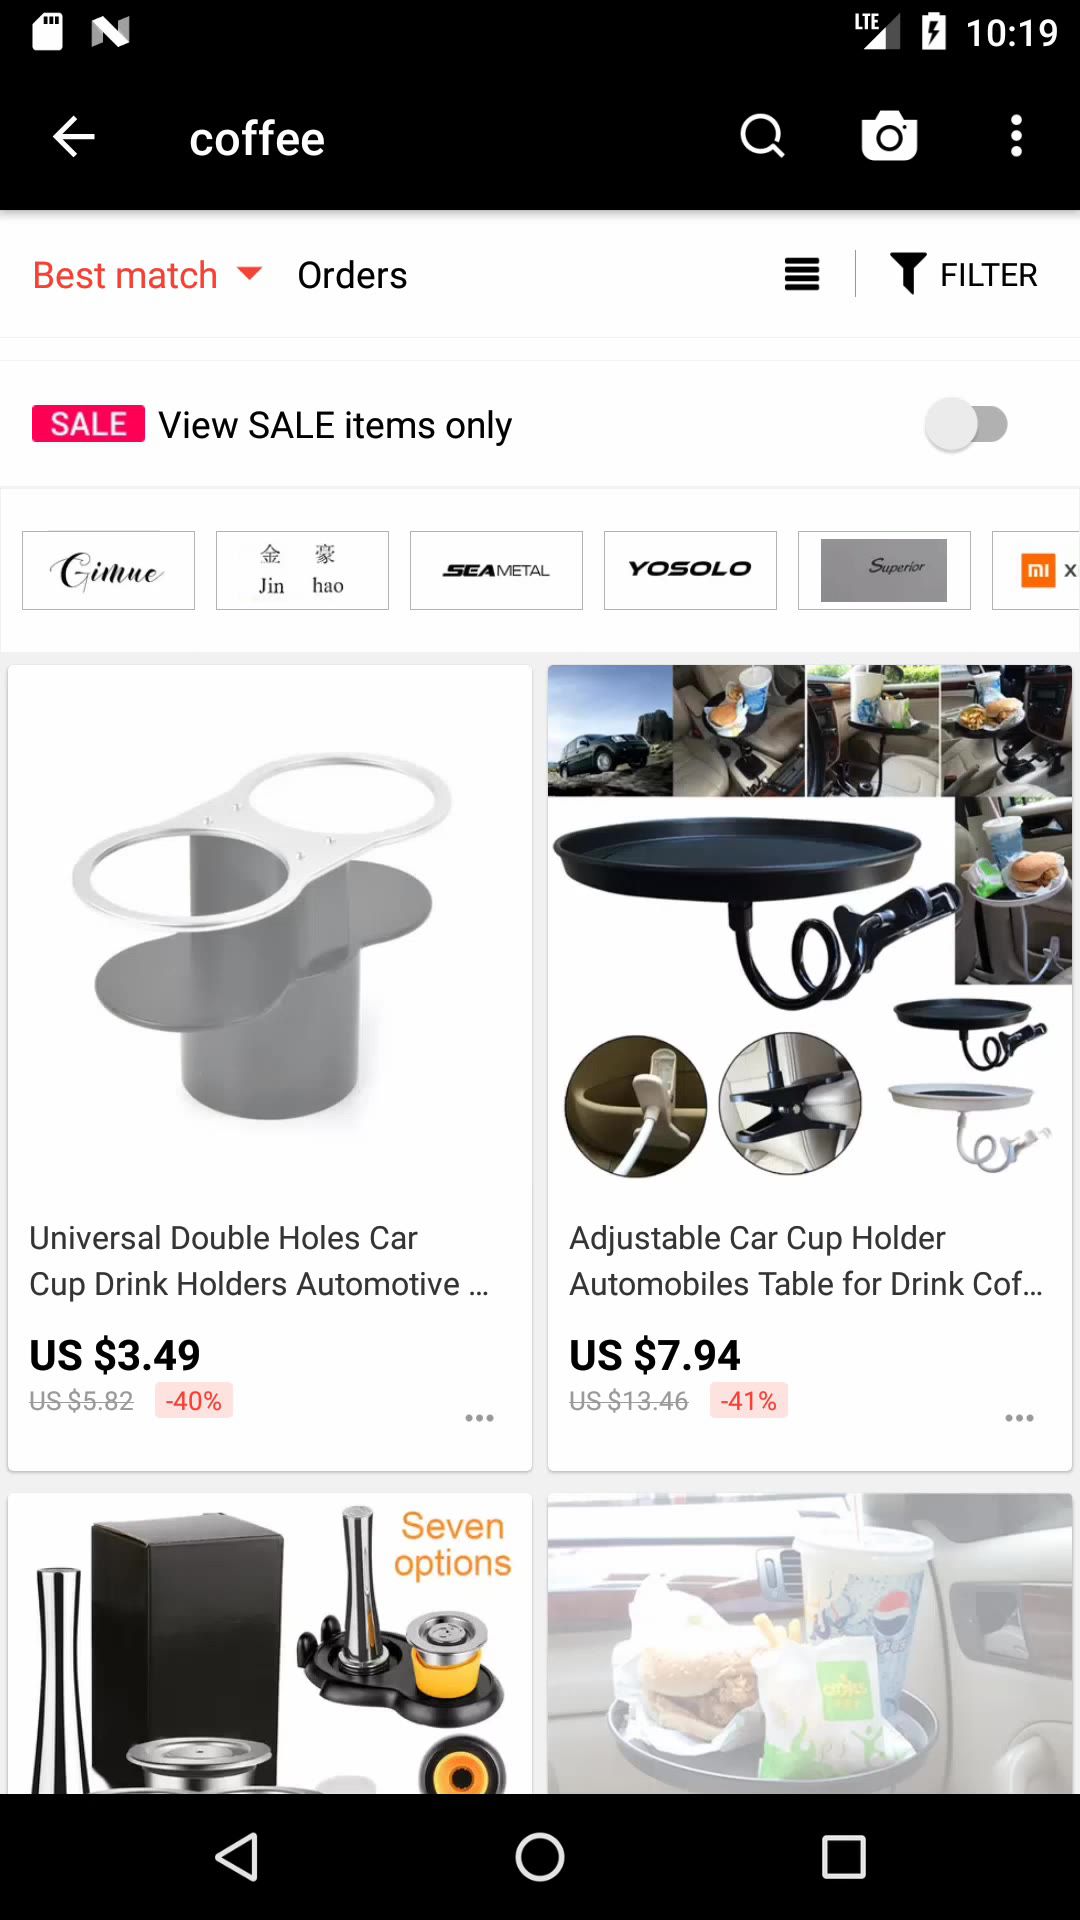 LTE 10:19
coffee
Best match Orders FILTER
SALE View SALE items only
Gimue 金 豪 SEAMETAL YOSOLO Superior mi X
Jin hao
Universal Double Holes Car
Cup Drink Holders Automotive ...
US $3.49
US $5.82 -40%
Adjustable Car Cup Holder
Automobiles Table for Drink Cof...
US $7.94
US $13.46 -41%
Seven
options